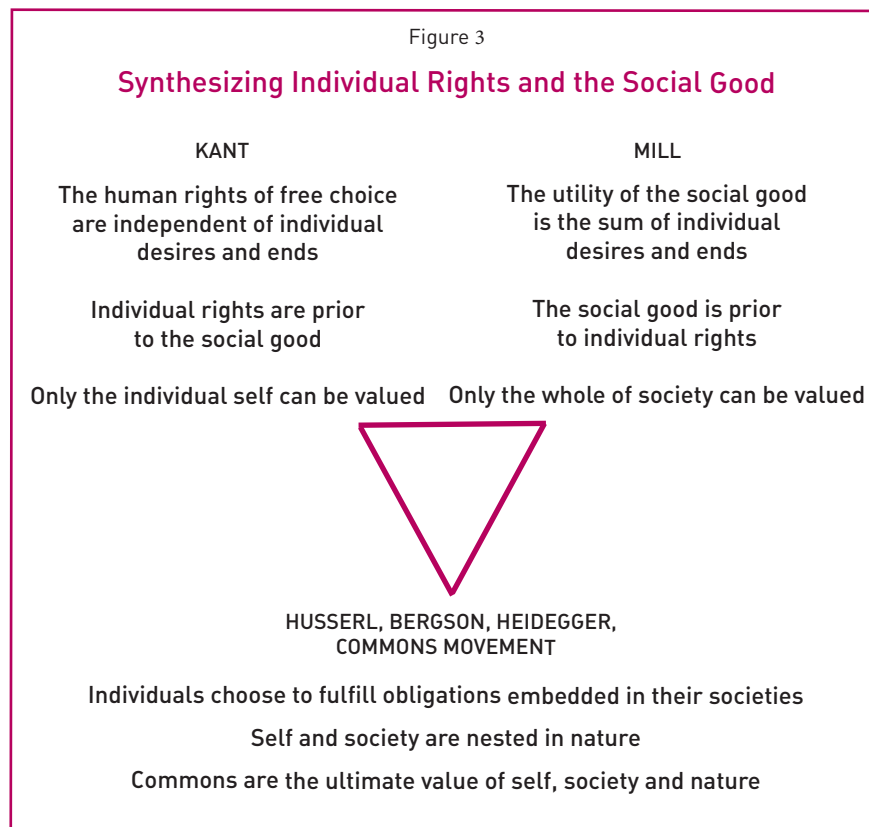 Figure 3
Synthesizing Individual Rights and the Social Good
KANT
The human rights of free choice
are independent of individual
desires and ends
Individual rights are prior
to the social good
Only the individual self can be valued
MILL
The utility of the social good
is the sum of individual
desires and ends
The social good is prior
to individual rights
Only the whole of society can be valued
HUSSERL, BERGSON, HEIDEGGER,
COMMONS MOVEMENT
Individuals choose to fulfill obligations embedded in their societies
Self and society are nested in nature
Commons are the ultimate value of self, society and nature